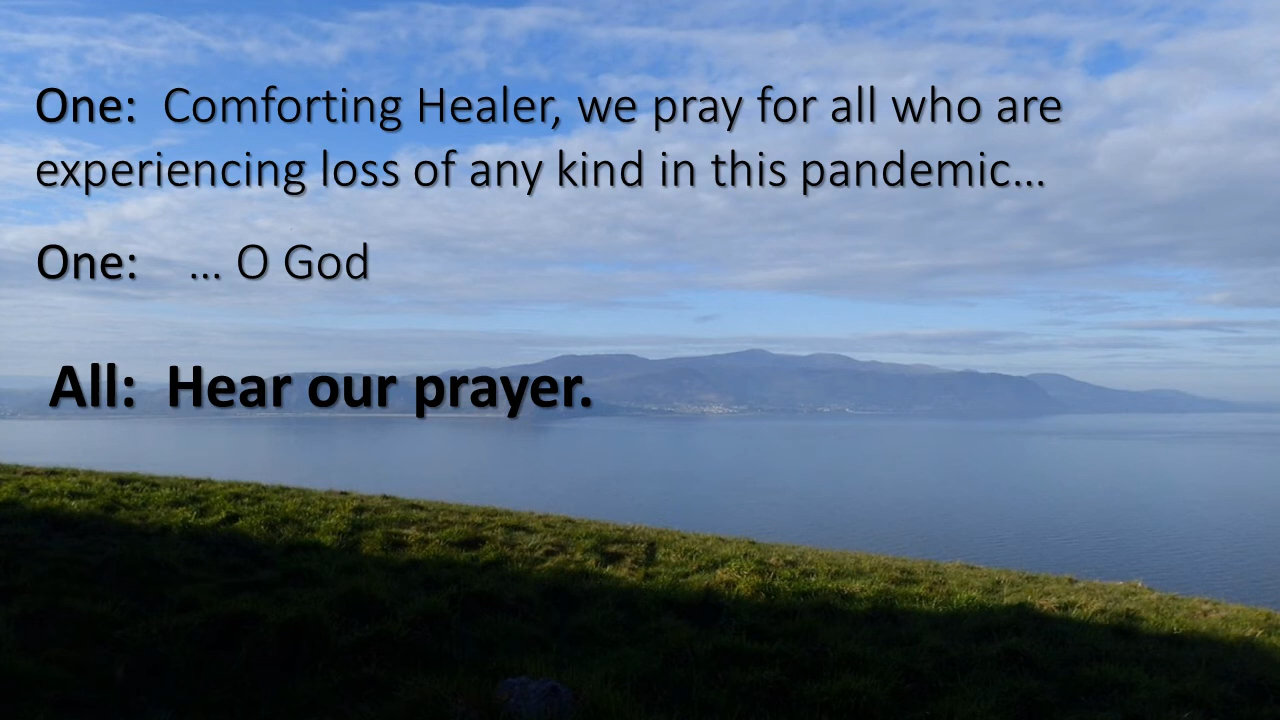 One:  Comforting Healer, we pray for all who are
experiencing loss of any kind in this pandemic…
One:    … O God
All:  Hear our prayer.